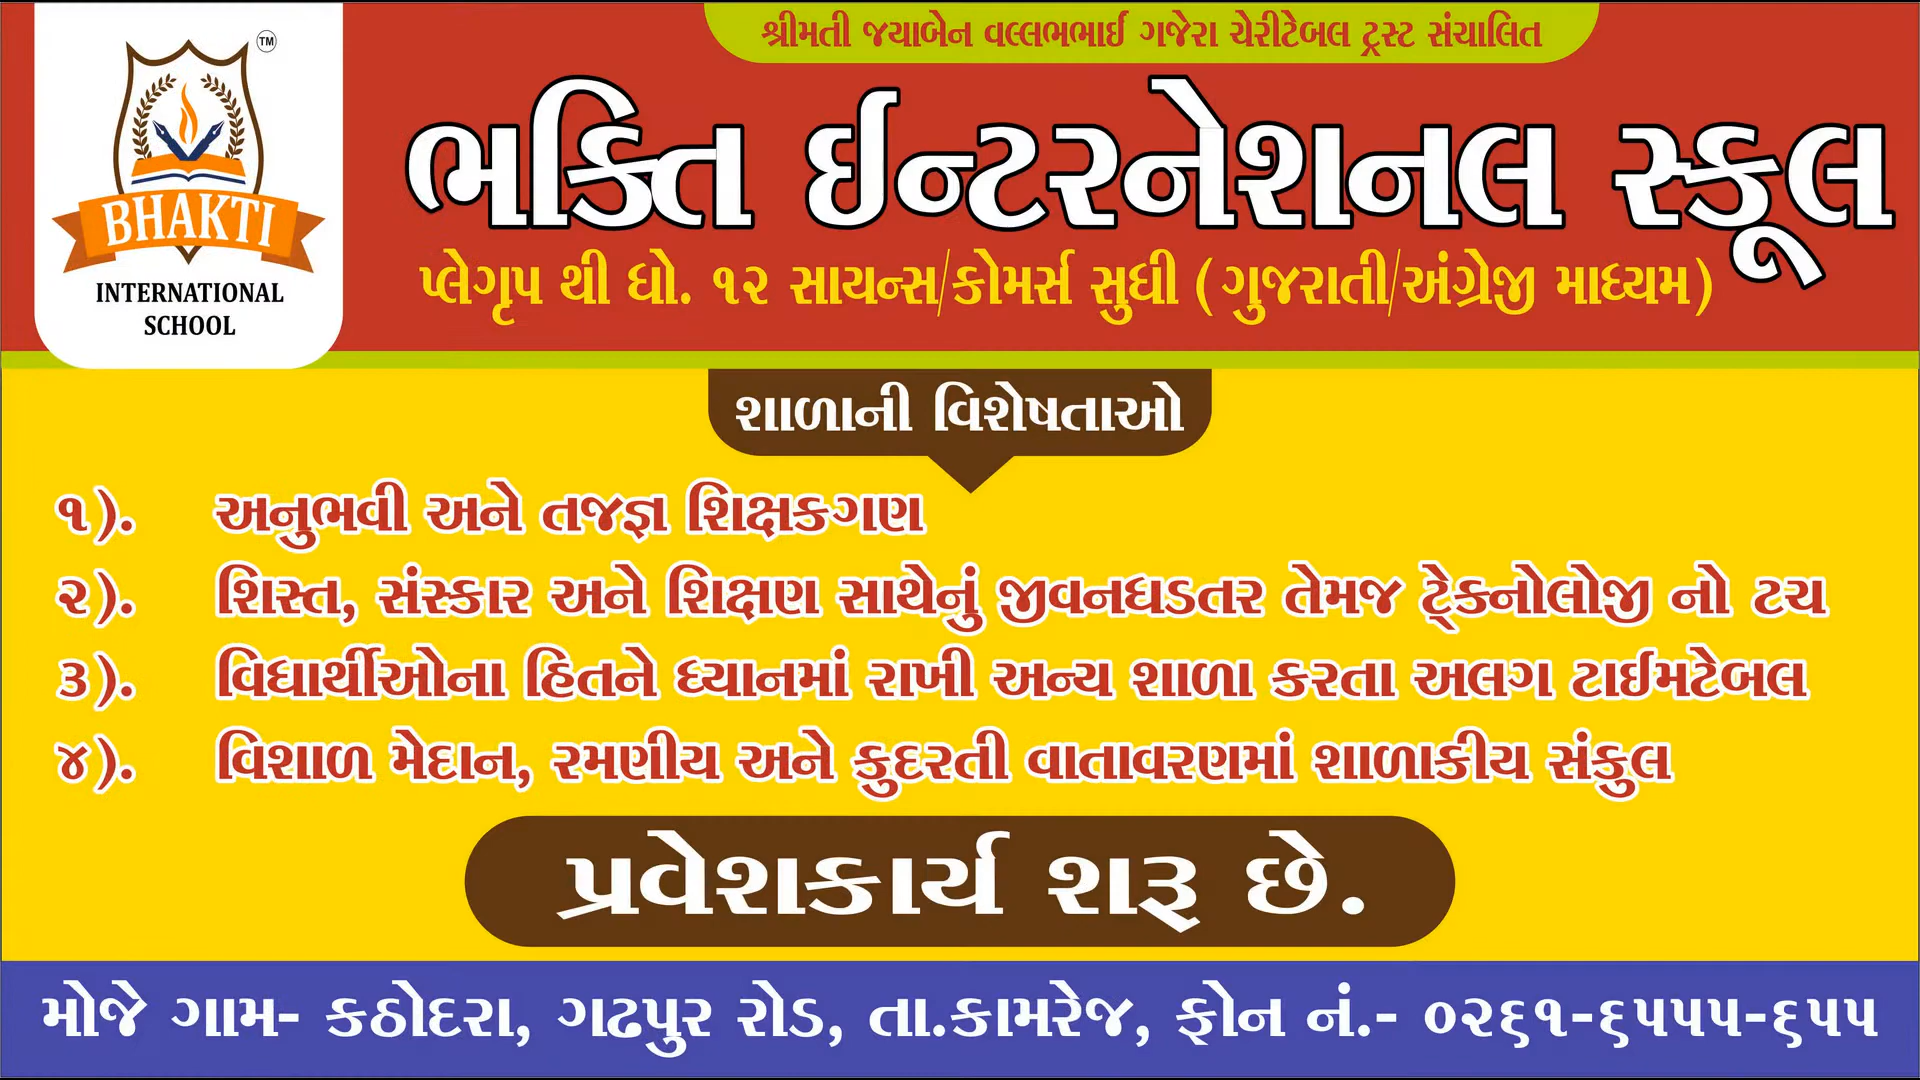 શ્રીમતી જયાબેન વલ્લભભાઈ ગજેરા ચેરીટેબલ ટ્રસ્ટ સંચાલિત
TM
BHAKTI
INTERNATIONAL
SCHOOL
ભક્તિ ઈન્ટરનેશનલ સ્કૂલ
પ્લેગૃપ થી ધો. ૧૨ સાયન્સ/કોમર્સ સુધી (ગુજરાતી/અંગ્રેજી માધ્યમ)
શાળાની વિશેષતાઓ
૧). અનુભવી અને તજજ્ઞ શિક્ષકગણ
૨). શિસ્ત, સંસ્કાર અને શિક્ષણ સાથેનું જીવનઘડતર તેમજ ટ્રેક્નોલોજી નો ટચ
૩). વિદ્યાર્થીઓના હિતને ધ્યાનમાં રાખી અન્ય શાળા કરતા અલગ ટાઈમટેબલ
૪). વિશાળ મેદાન, રમણીય અને કુદરતી વાતાવરણમાં શાળાકીય સંકુલ
પ્રવેશકાર્ય શરૂ છે.
મોજે ગામ- કઠોદરા, ગઢપુર રોડ, તા.કામરેજ, ફોન નં.- ૦૨૬૧-૬૫૫૫-૬૫૫